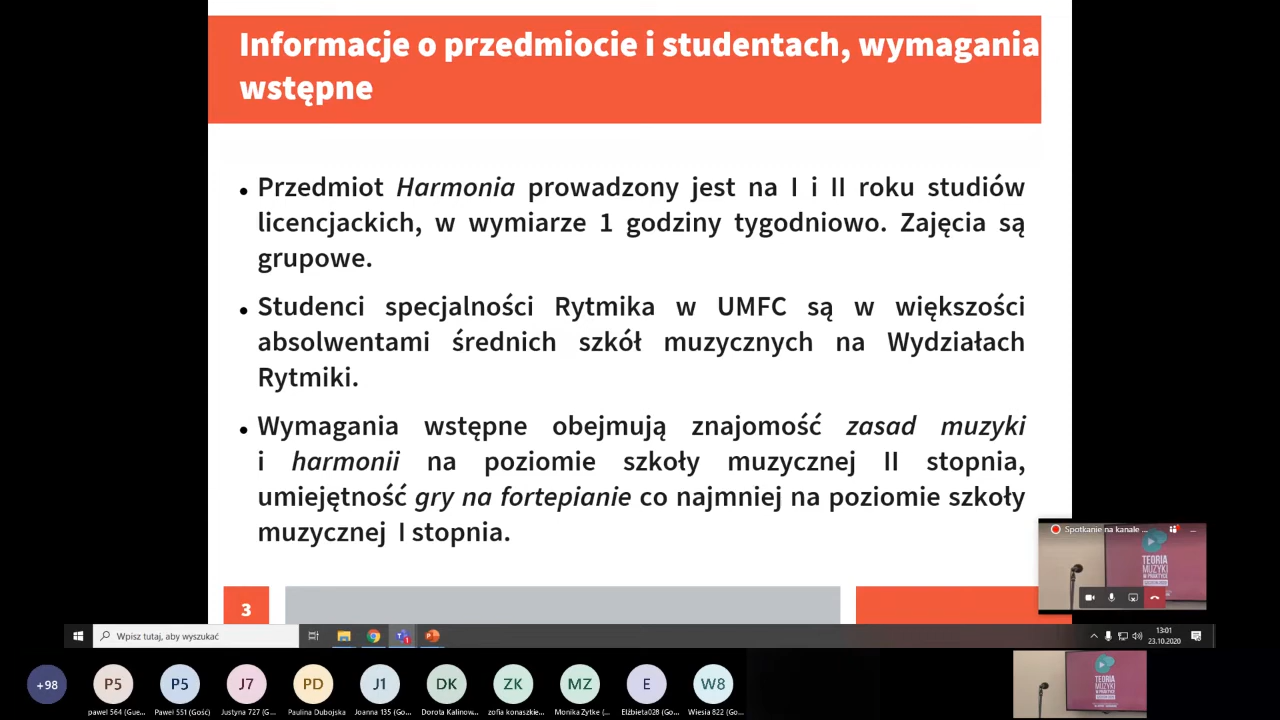 Informacje o przedmiocie i studentach, wymagania
wstępne
• Przedmiot Harmonia prowadzony jest na I i II roku studiów
licencjackich, w wymiarze 1 godziny tygodniowo. Zajęcia są
grupowe.
• Studenci specjalności Rytmika w UMFC są w większości
absolwentami średnich szkół muzycznych na Wydziałach
Rytmiki.
• Wymagania wstępne obejmują znajomość zasad muzyki
i harmonii na poziomie szkoły muzycznej II stopnia,
umiejętność gry na fortepianie co najmniej na poziomie szkoły
muzycznej I stopnia.
Spotkanie na kanale ...
TEORIA
MUZYKI
W PRAKTYCE
3
Wpisz tutaj, aby wyszukać
13:01
23.10.2020
+98
P5
P5
J7
PD
J1
DK
ZK
MZ
E
W8
paweł 564 (Gue...
Paweł 551 (Gość)
Justyna 727 (G...
Paulina Dubojska
Joanna 135 (Go...
Dorota Kalinow...
zofia konaszkie...
Monika Zytke (...
Elżbieta028 (Go...
Wiesia 822 (Go...
TEORIA
MUZYKI
W PRAKTYCE